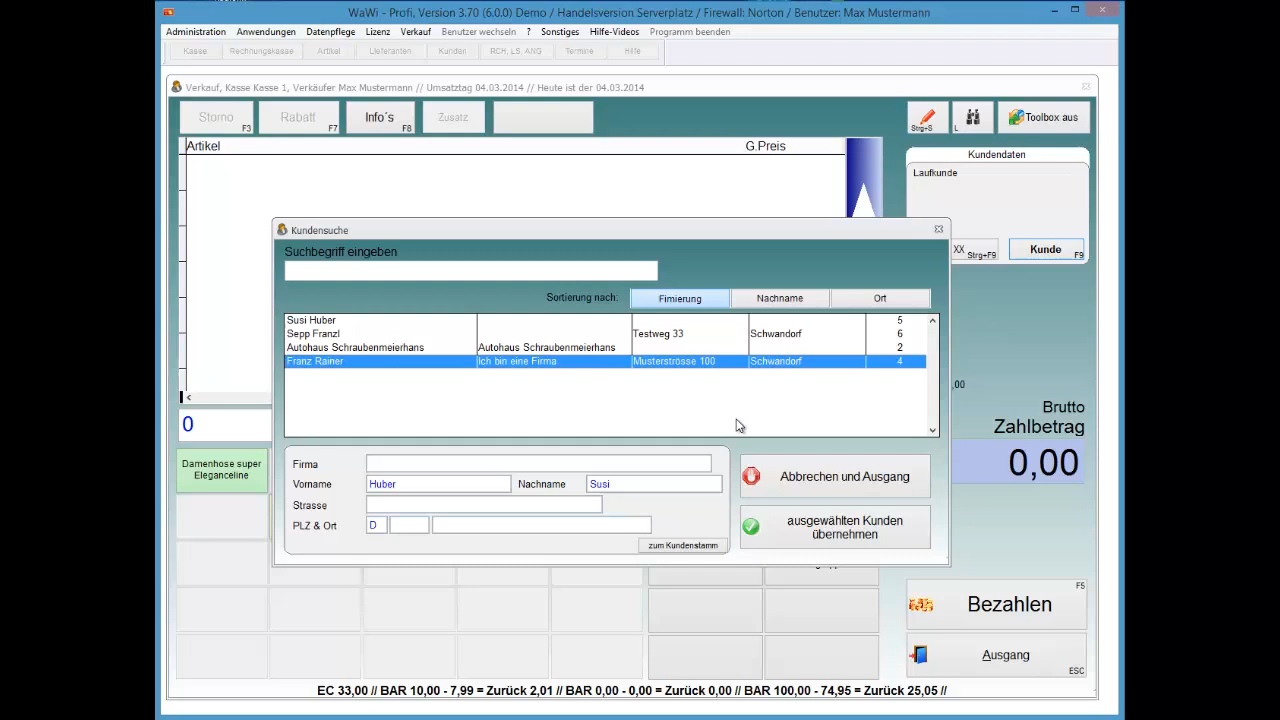 WaWi - Profi, Version 3.70 (6.0.0) Demo / Handelsversion Serverplatz / Firewall: Norton / Benutzer: Max Mustermann
Administration Anwendungen Datenpflege Lizenz Verkauf Benutzer wechseln ? Sonstiges Hilfe-Videos Programm beenden
Kasse Rechnungskasse Artikel Lieferanten Kunden RCH, LS, ANG Termine Hilfe
Verkauf, Kasse Kasse 1, Verkäufer Max Mustermann // Umsatztag 04.03.2014 // Heute ist der 04.03.2014
Storno F3 Rabatt F7 Info´s F8 Zusatz Strg+S L Toolbox aus
Artikel G.Preis
Kundendaten
Laufkunde
XX Strg+F9 Kunde F9
Kundensuche
Suchbegriff eingeben
Sortierung nach: Fimierung Nachname Ort
Susi Huber 5
Sepp Franzl Testweg 33 Schwandorf 6
Autohaus Schraubenmeierhans Autohaus Schraubenmeierhans 2
Franz Rainer Ich bin eine Firma Musterströsse 100 Schwandorf 4
,00
Brutto
Zahlbetrag
0,00
0
Damenhose super
Eleganceline
Firma
Vorname Huber Nachname Susi
Strasse
PLZ & Ort D
zum Kundenstamm
Abbrechen und Ausgang
ausgewählten Kunden
übernehmen
Bezahlen F5
Ausgang ESC
EC 33,00 // BAR 10,00 - 7,99 = Zurück 2,01 // BAR 0,00 - 0,00 = Zurück 0,00 // BAR 100,00 - 74,95 = Zurück 25,05 //